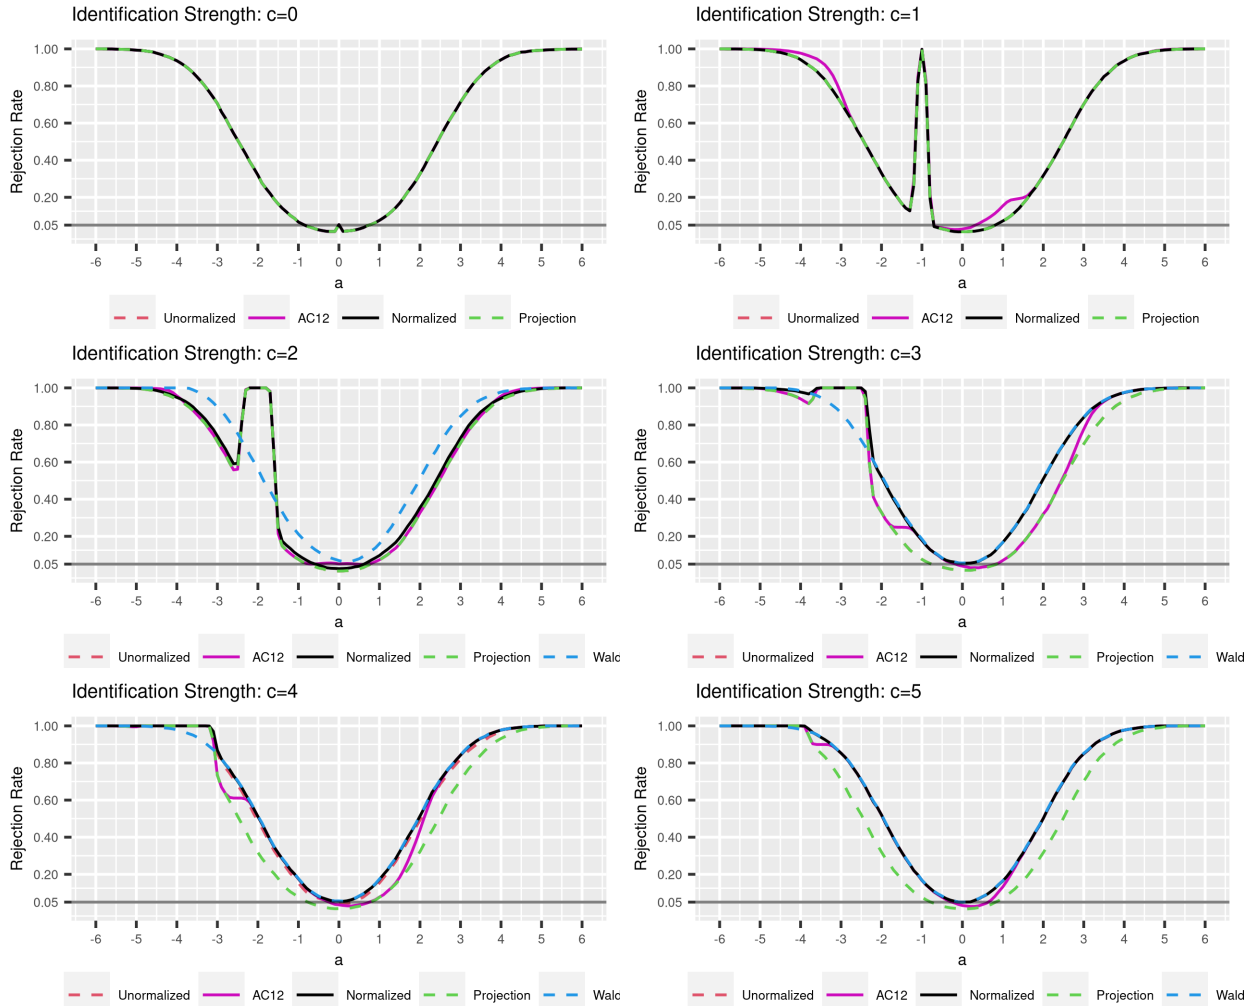 Identification Strength: c=0
Rejection Rate
1.00
0.80
0.60
0.40
0.20
0.05
-6 -5 -4 -3 -2 -1 0 1 2 3 4 5 6
a
Unormalized AC12 Normalized Projection
Identification Strength: c=1
Rejection Rate
1.00
0.80
0.60
0.40
0.20
0.05
-6 -5 -4 -3 -2 -1 0 1 2 3 4 5 6
a
Unormalized AC12 Normalized Projection
Identification Strength: c=2
Rejection Rate
1.00
0.80
0.60
0.40
0.20
0.05
-6 -5 -4 -3 -2 -1 0 1 2 3 4 5 6
a
Unormalized AC12 Normalized Projection Wald
Identification Strength: c=3
Rejection Rate
1.00
0.80
0.60
0.40
0.20
0.05
-6 -5 -4 -3 -2 -1 0 1 2 3 4 5 6
a
Unormalized AC12 Normalized Projection Wald
Identification Strength: c=4
Rejection Rate
1.00
0.80
0.60
0.40
0.20
0.05
-6 -5 -4 -3 -2 -1 0 1 2 3 4 5 6
a
Unormalized AC12 Normalized Projection Wald
Identification Strength: c=5
Rejection Rate
1.00
0.80
0.60
0.40
0.20
0.05
-6 -5 -4 -3 -2 -1 0 1 2 3 4 5 6
a
Unormalized AC12 Normalized Projection Wald